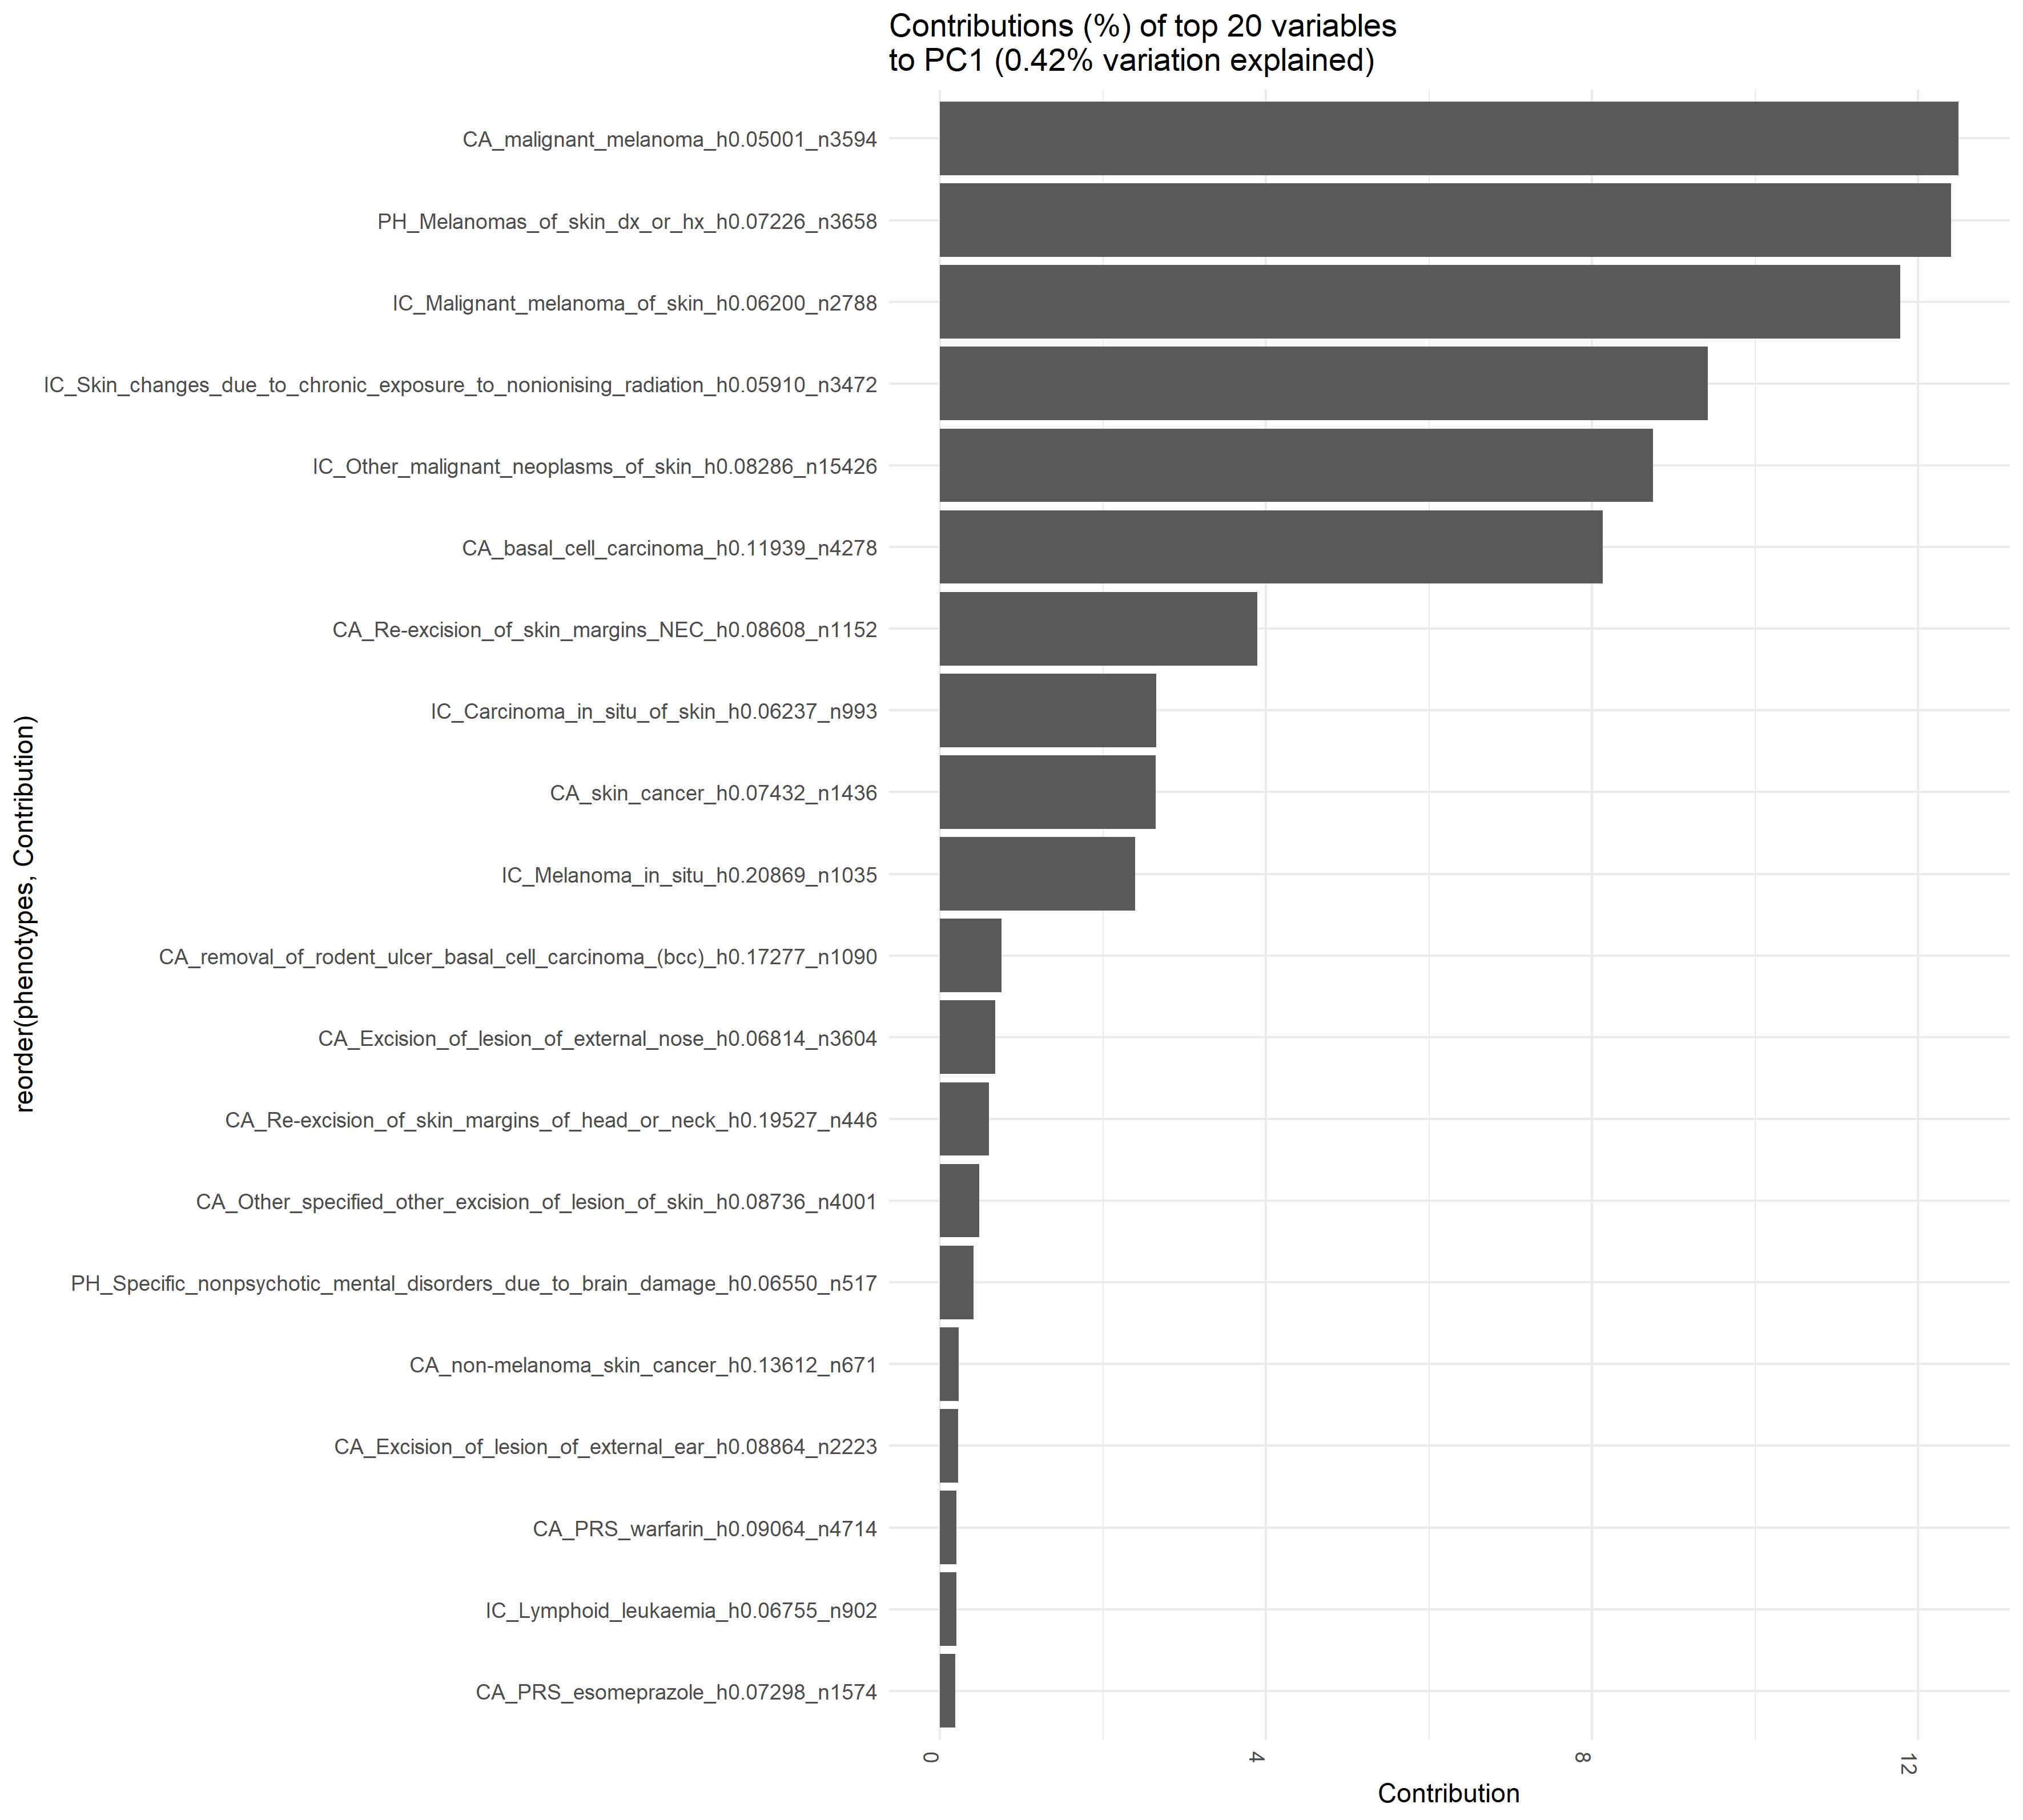 Contributions (%) of top 20 variables
to PC1 (0.42% variation explained)
CA_malignant_melanoma_h0.05001_n3594
PH_Melanomas_of_skin_dx_or_hx_h0.07226_n3658
IC_Malignant_melanoma_of_skin_h0.06200_n2788
IC_Skin_changes_due_to_chronic_exposure_to_nonionising_radiation_h0.05910_n3472
IC_Other_malignant_neoplasms_of_skin_h0.08286_n15426
CA_basal_cell_carcinoma_h0.11939_n4278
CA_Re-excision_of_skin_margins_NEC_h0.08608_n1152
IC_Carcinoma_in_situ_of_skin_h0.06237_n993
CA_skin_cancer_h0.07432_n1436
IC_Melanoma_in_situ_h0.20869_n1035
CA_removal_of_rodent_ulcer_basal_cell_carcinoma_(bcc)_h0.17277_n1090
CA_Excision_of_lesion_of_external_nose_h0.06814_n3604
CA_Re-excision_of_skin_margins_of_head_or_neck_h0.19527_n446
CA_Other_specified_other_excision_of_lesion_of_skin_h0.08736_n4001
PH_Specific_nonpsychotic_mental_disorders_due_to_brain_damage_h0.06550_n517
CA_non-melanoma_skin_cancer_h0.13612_n671
CA_Excision_of_lesion_of_external_ear_h0.08864_n2223
CA_PRS_warfarin_h0.09064_n4714
IC_Lymphoid_leukaemia_h0.06755_n902
CA_PRS_esomeprazole_h0.07298_n1574
reorder(phenotypes, Contribution)
0
4
8
12
Contribution